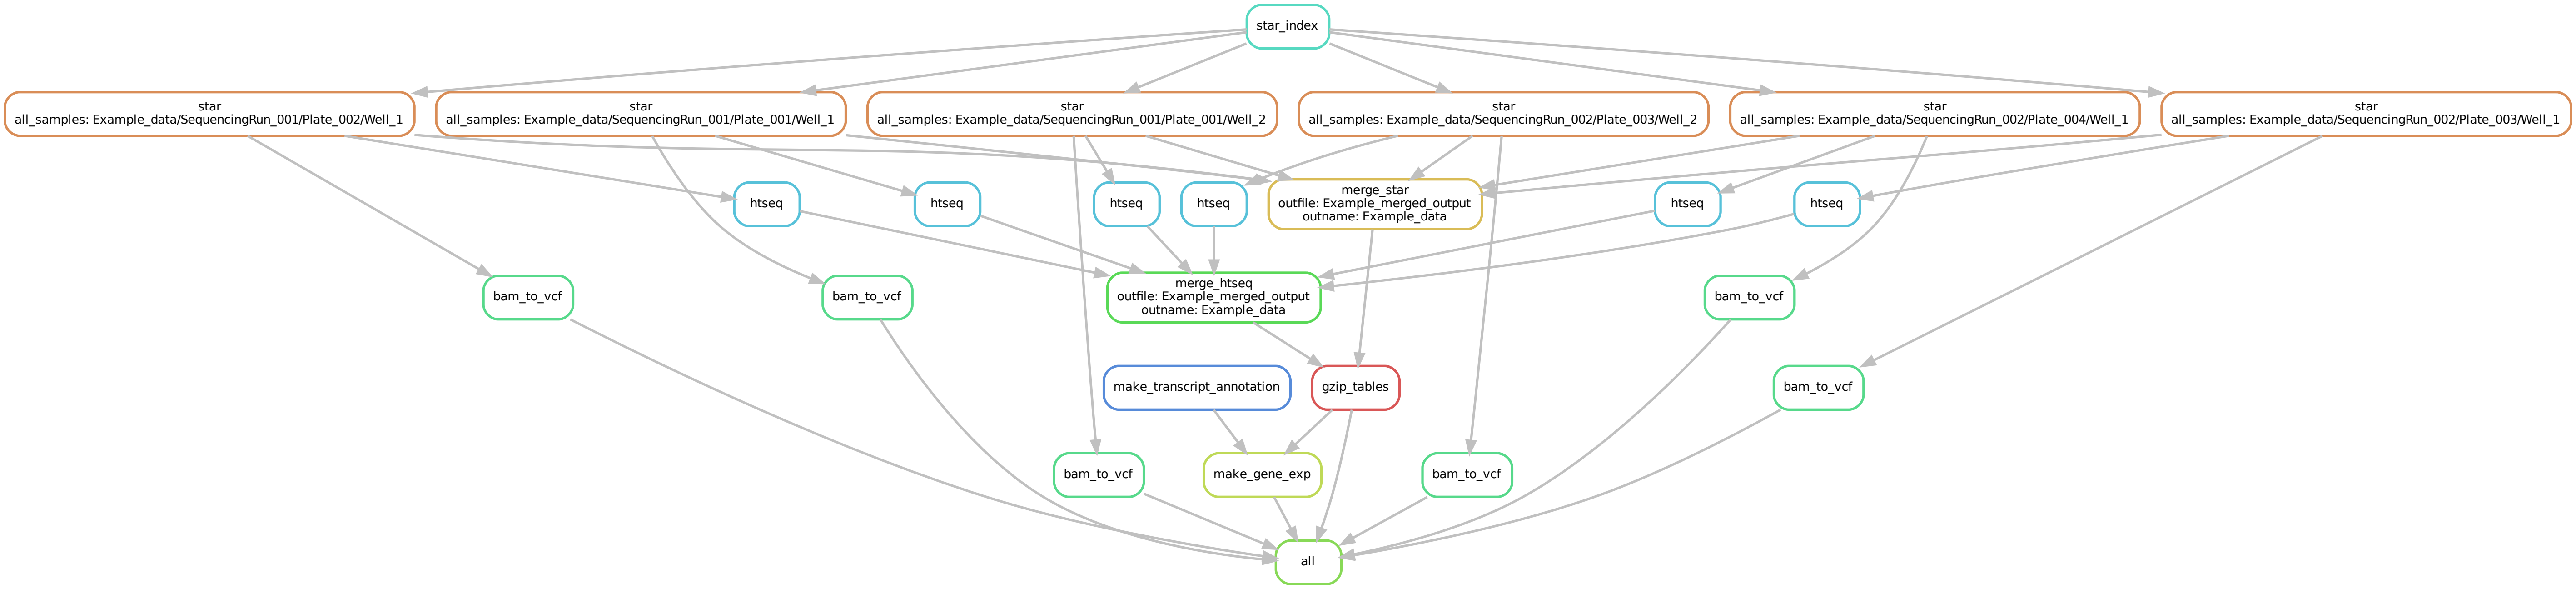 star_index
star
all_samples: Example_data/SequencingRun_001/Plate_002/Well_1
star
all_samples: Example_data/SequencingRun_001/Plate_001/Well_1
star
all_samples: Example_data/SequencingRun_001/Plate_001/Well_2
star
all_samples: Example_data/SequencingRun_002/Plate_003/Well_2
star
all_samples: Example_data/SequencingRun_002/Plate_004/Well_1
star
all_samples: Example_data/SequencingRun_002/Plate_003/Well_1
htseq
htseq
htseq
htseq
merge_star
outfile: Example_merged_output
outname: Example_data
htseq
htseq
bam_to_vcf
bam_to_vcf
merge_htseq
outfile: Example_merged_output
outname: Example_data
bam_to_vcf
make_transcript_annotation
gzip_tables
bam_to_vcf
bam_to_vcf
make_gene_exp
bam_to_vcf
all